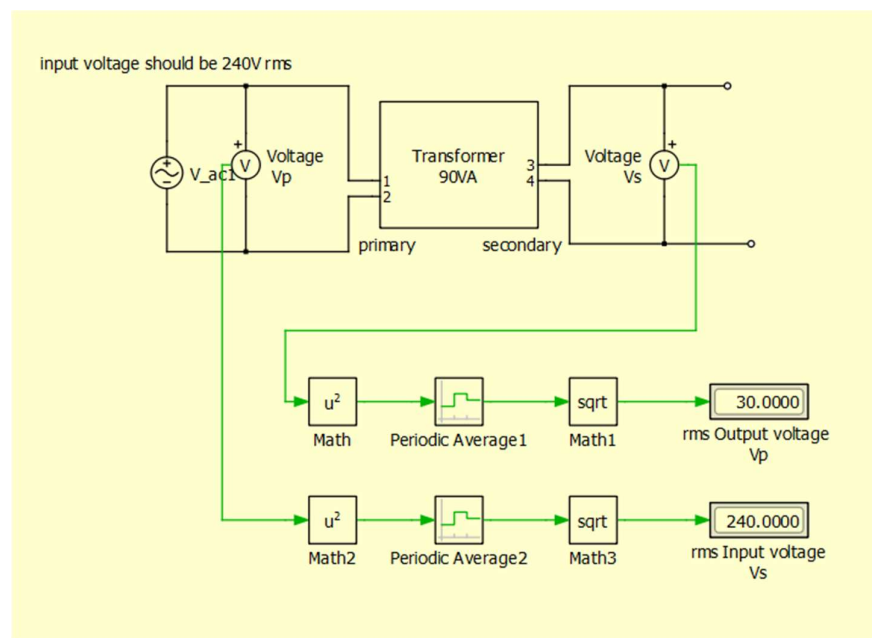 input voltage should be 240V rms
V_ac1
+
V
Voltage
Vp
1
2
Transformer
90VA
3
4
Voltage
Vs
+
V
primary
secondary
u²
Math
Periodic Average1
sqrt
Math1
30.0000
rms Output voltage
Vp
u²
Math2
Periodic Average2
sqrt
Math3
240.0000
rms Input voltage
Vs